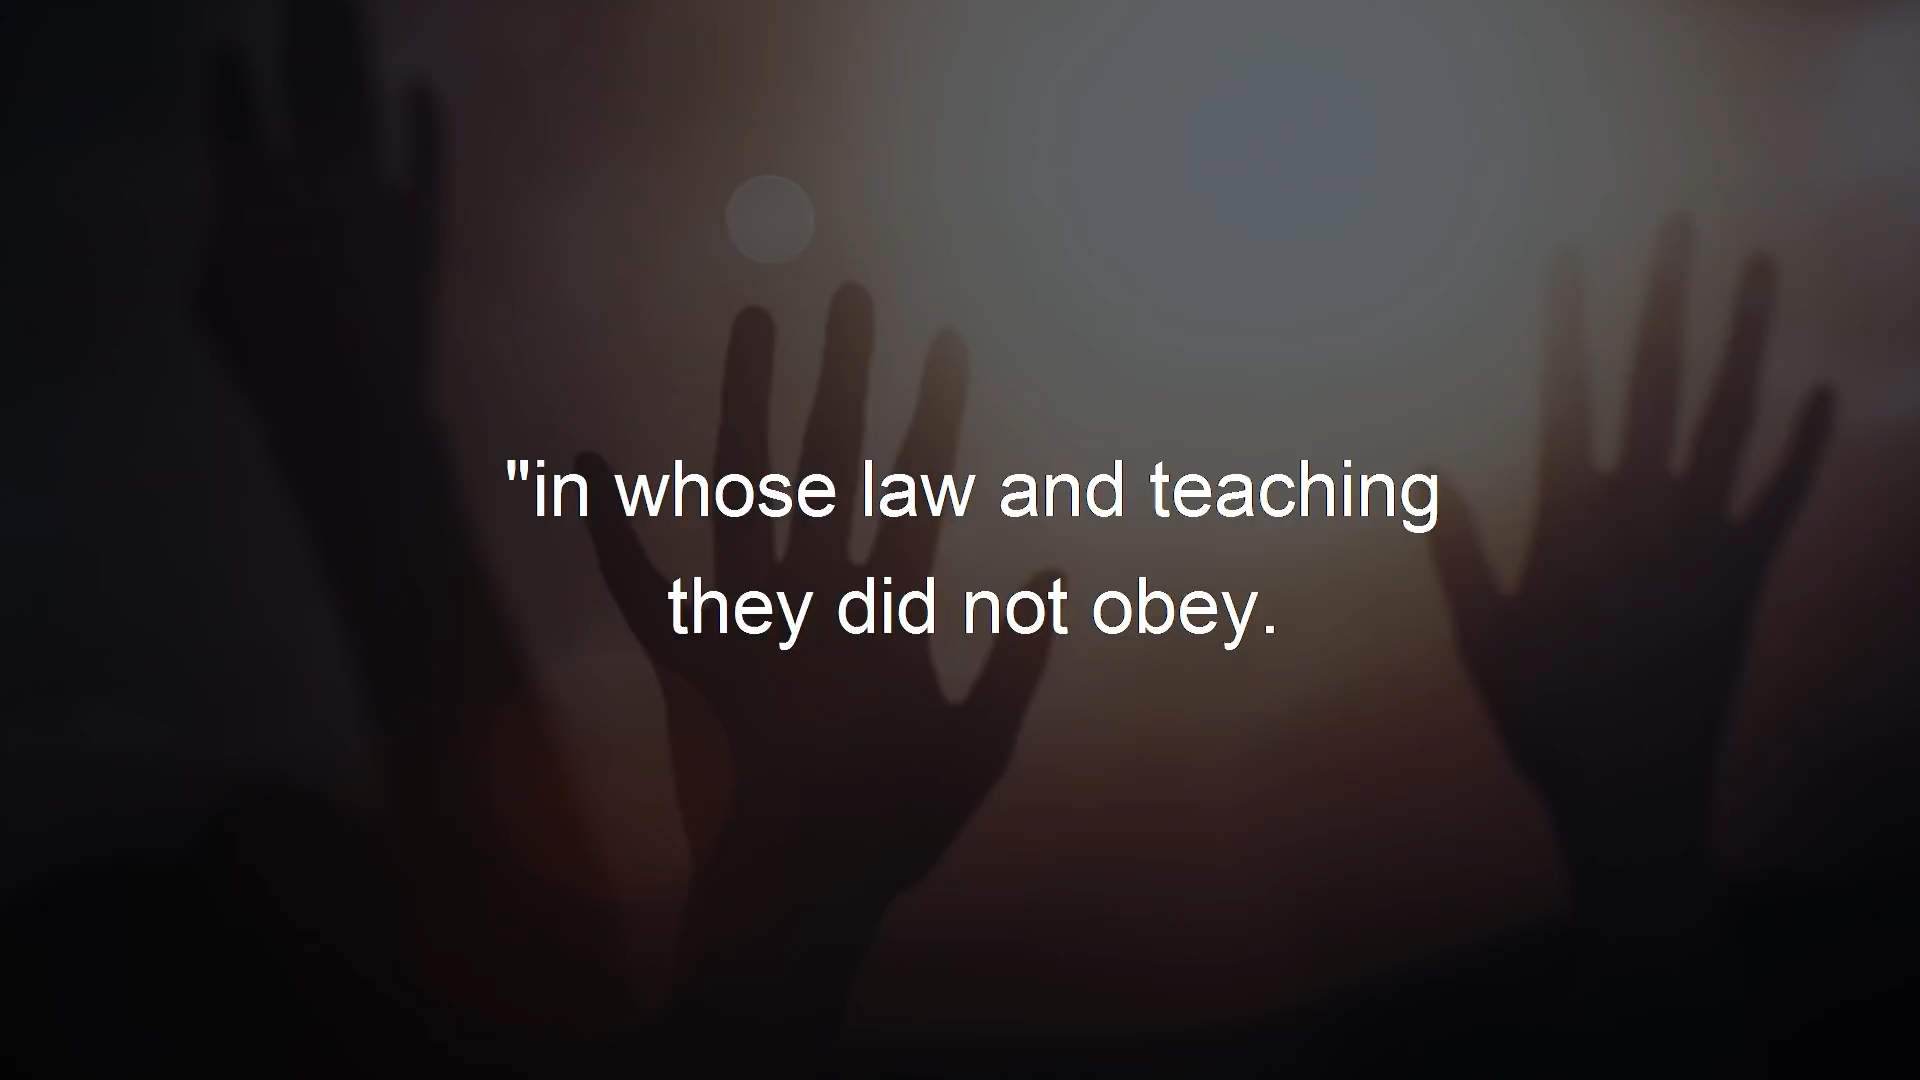 "in whose law and teaching
they did not obey.